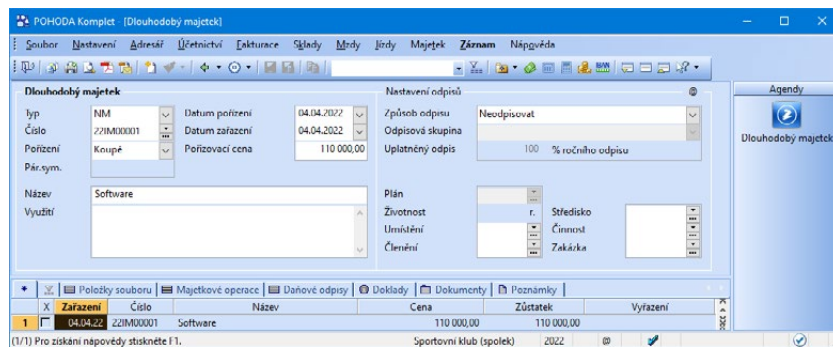 POHODA Komplet - [Dlouhodobý majetek]
Soubor Nastavení Adresář Účetnictví Fakturace Sklady Mzdy Jízdy Majetek Záznam Nápověda
Dlouhodobý majetek Nastavení odpisů @ Agendy
Typ NM Datum pořízení 04.04.2022 Způsob odpisu Neodpisovat
Číslo 22IM00001 Datum zařazení 04.04.2022 Odpisová skupina Dlouhodobý majetek
Pořízení Koupě Pořizovací cena 110 000,00 Uplatněný odpis 100 % ročního odpisu
Pár.sym.
Název Software Plán
Využití Životnost r. Středisko
Umístění Činnost
Členění Zakázka
Položky souboru Majetkové operace Daňové odpisy Doklady Dokumenty Poznámky
X Zařazení Číslo Název Cena Zůstatek Vyřazení
1 04.04.22 22IM00001 Software 110 000,00 110 000,00
(1/1) Pro získání nápovědy stiskněte F1. Sportovní klub (spolek) 2022 @